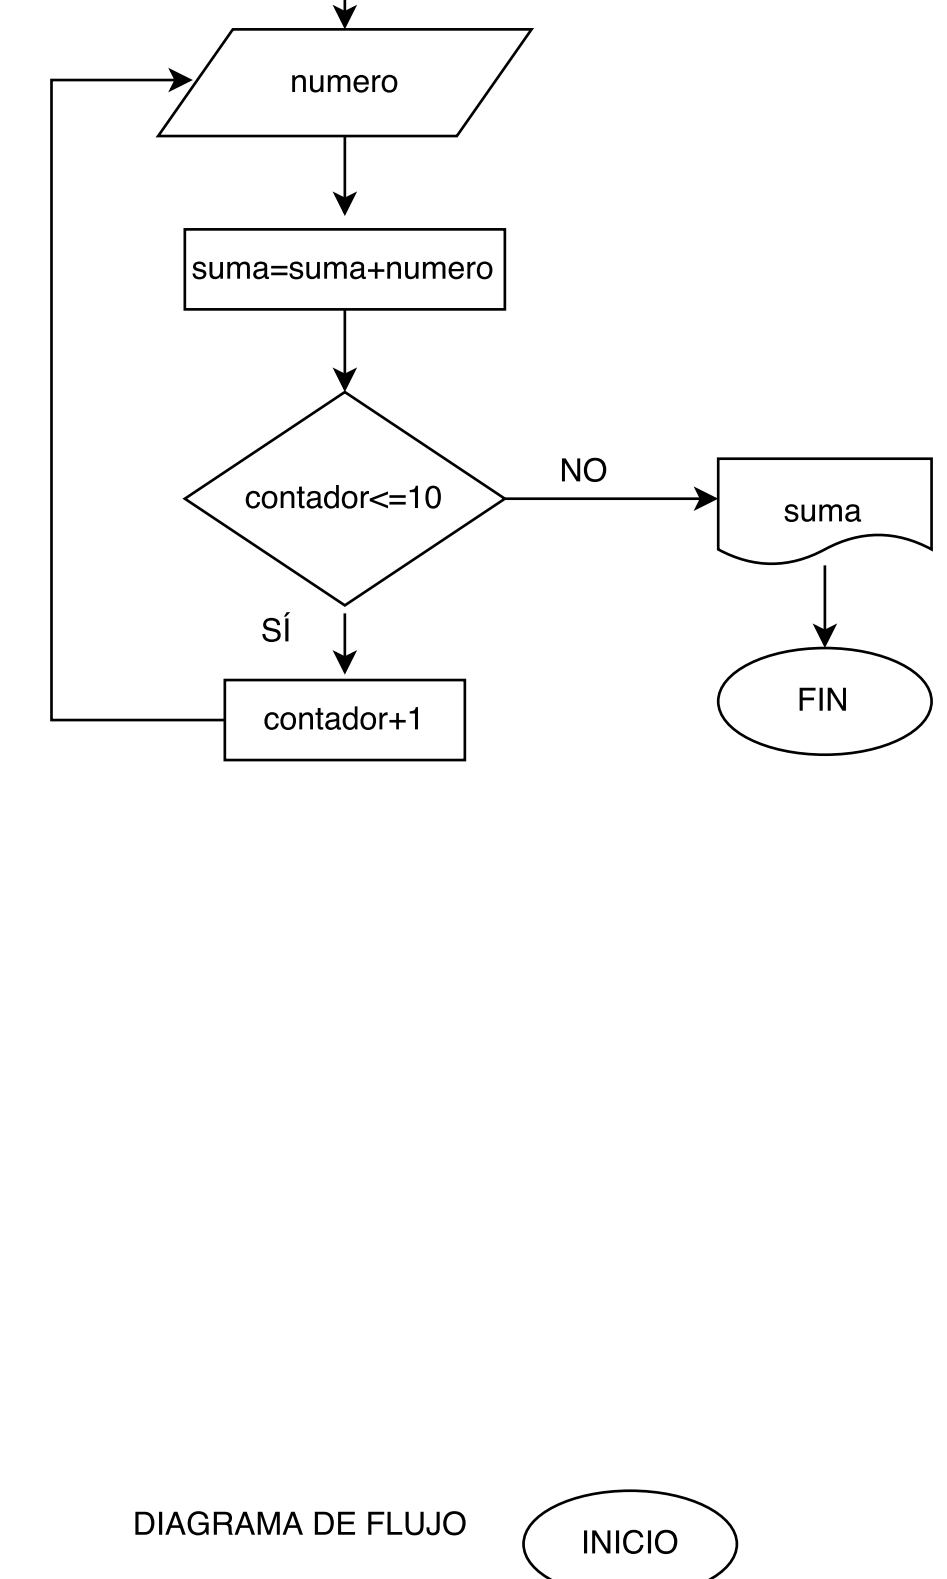 numero
suma=suma+numero
contador<=10
NO
suma
SÍ
contador+1
FIN
DIAGRAMA DE FLUJO
INICIO